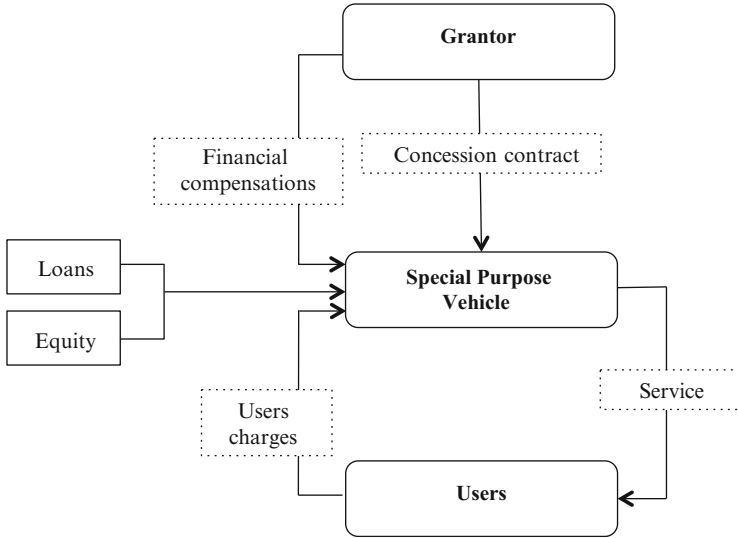 Grantor
Financial
compensations
Concession contract
Loans
Special Purpose
Vehicle
Equity
Service
Users
charges
Users